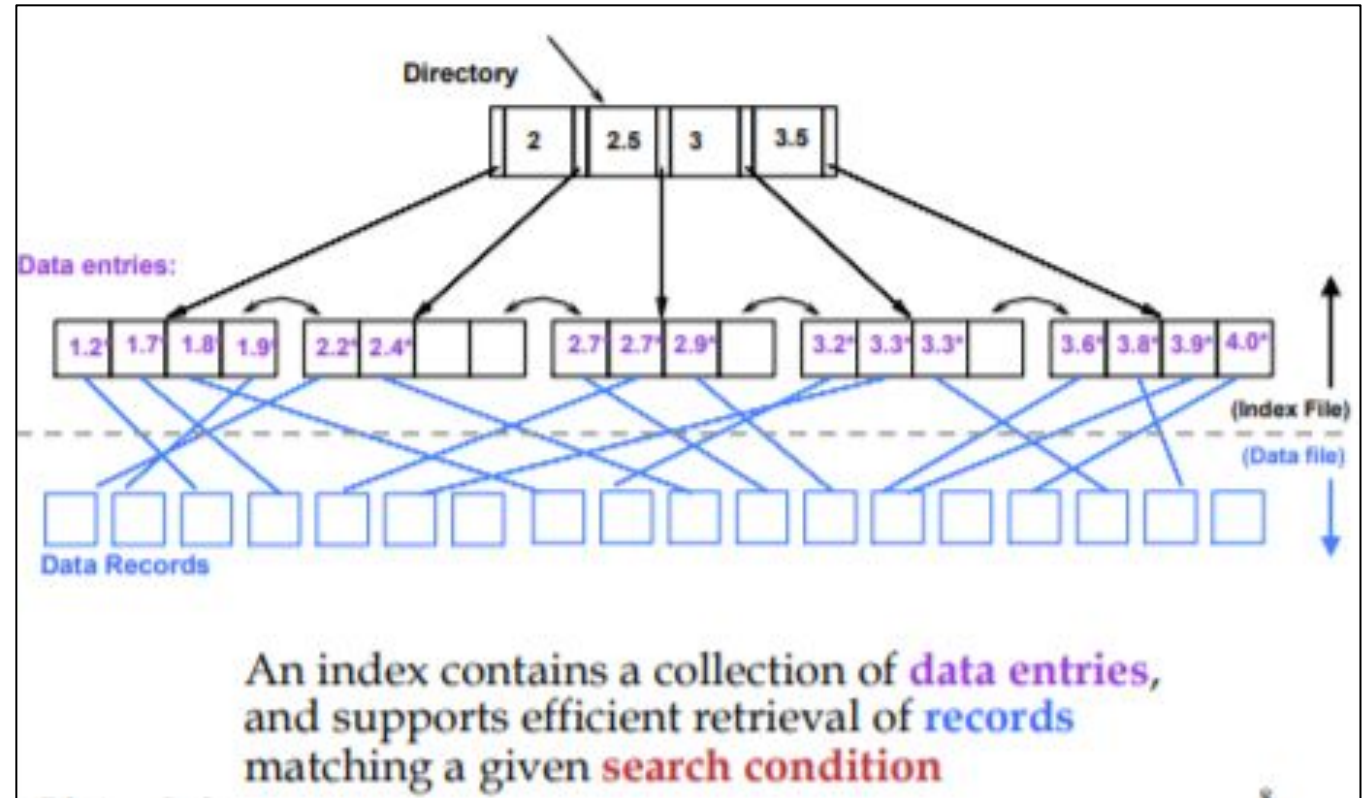 Directory
2 2.5 3 3.5
Data entries:
1.2* 1.7* 1.8* 1.9* 2.2* 2.4* 2.7* 2.7* 2.9* 3.2* 3.3* 3.3* 3.6* 3.8* 3.9* 4.0*
(Index File)
(Data file)
Data Records
An index contains a collection of data entries,
and supports efficient retrieval of records
matching a given search condition